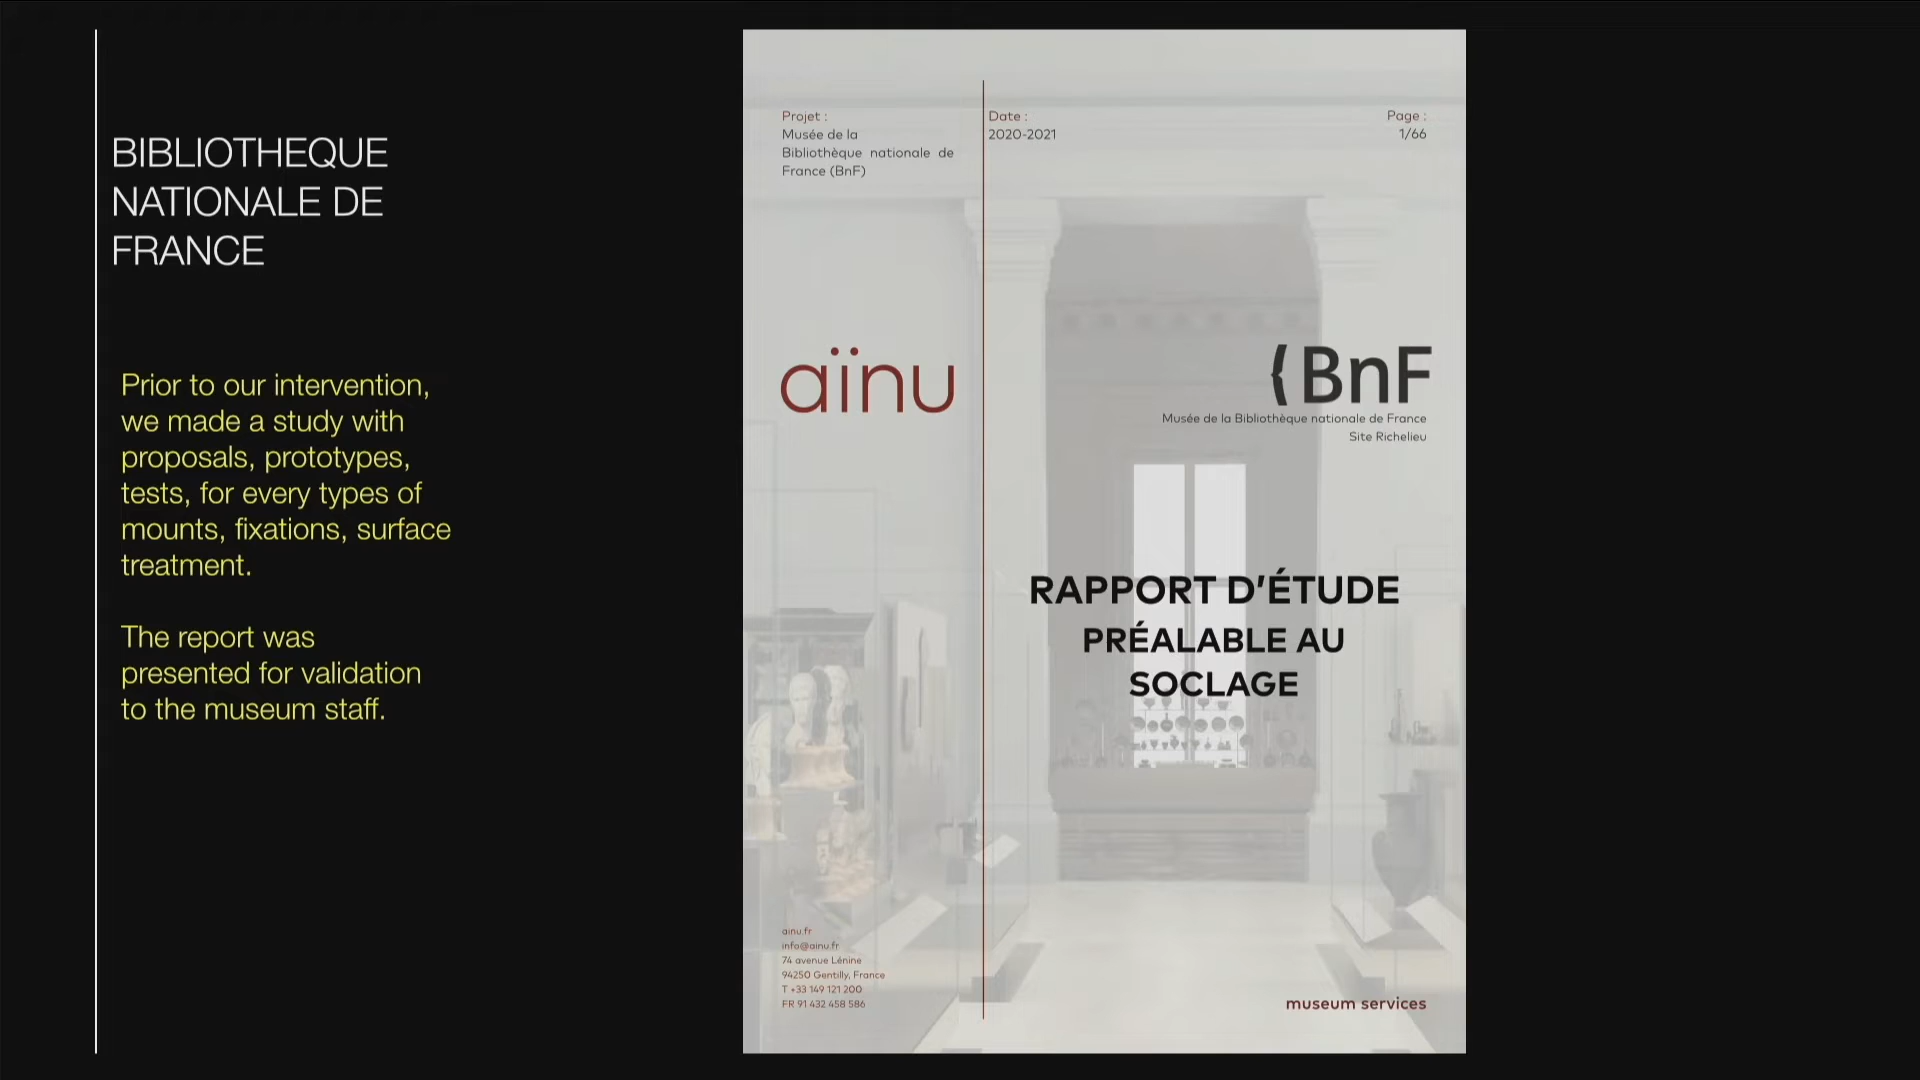 BIBLIOTHEQUE
NATIONALE DE
FRANCE
Prior to our intervention,
we made a study with
proposals, prototypes,
tests, for every types of
mounts, fixations, surface
treatment.
The report was
presented for validation
to the museum staff.
Projet :
Musée de la
Bibliothèque nationale de
France (BnF)
Date :
2020-2021
Page :
1/66
aïnu
{BnF
Musée de la Bibliothèque nationale de France
Site Richelieu
RAPPORT D'ÉTUDE
PRÉALABLE AU
SOCLAGE
ainu.fr
info@ainu.fr
74 avenue Lénine
94250 Gentilly, France
T +33 149 121 200
FR 91 432 458 586
museum services